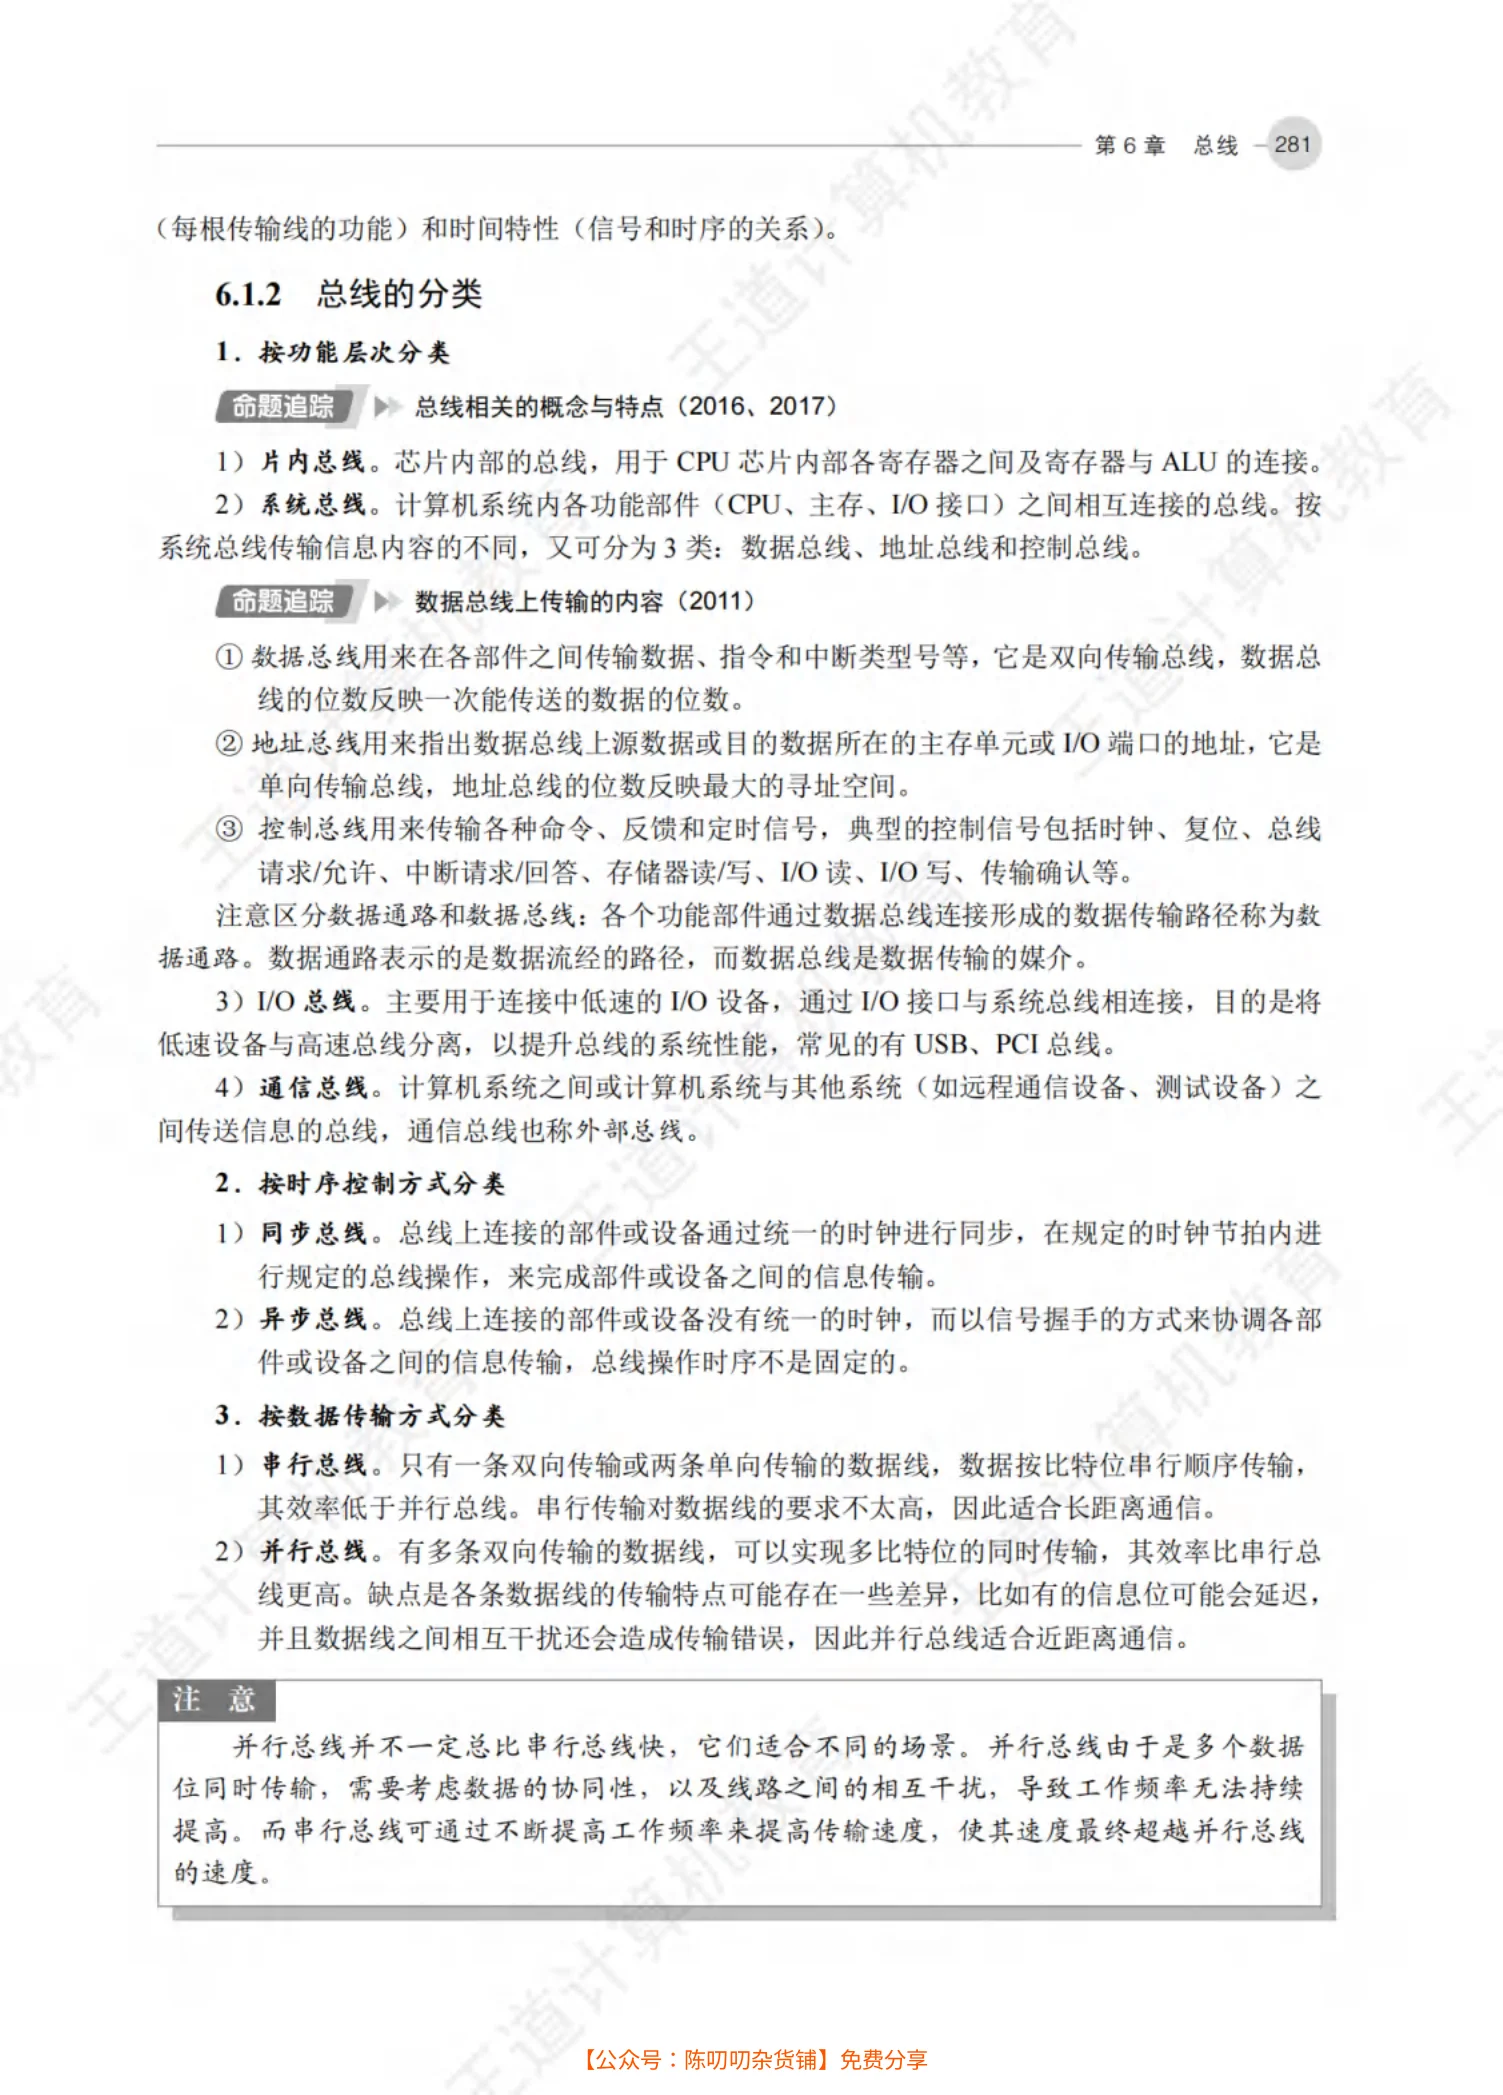 第 6 章 总线 281
（每根传输线的功能）和时间特性（信号和时序的关系）。
6.1.2 总线的分类
1．按功能层次分类
命题追踪 总线相关的概念与特点（2016、2017）
1）片内总线。芯片内部的总线，用于 CPU 芯片内部各寄存器之间及寄存器与 ALU 的连接。
2）系统总线。计算机系统内各功能部件（CPU、主存、I/O 接口）之间相互连接的总线。按
系统总线传输信息内容的不同，又可分为 3 类：数据总线、地址总线和控制总线。
命题追踪 数据总线上传输的内容（2011）
① 数据总线用来在各部件之间传输数据、指令和中断类型号等，它是双向传输总线，数据总
线的位数反映一次能传送的数据的位数。
② 地址总线用来指出数据总线上源数据或目的数据所在的主存单元或 I/O 端口的地址，它是
单向传输总线，地址总线的位数反映最大的寻址空间。
③ 控制总线用来传输各种命令、反馈和定时信号，典型的控制信号包括时钟、复位、总线
请求/允许、中断请求/回答、存储器读/写、I/O 读、I/O 写、传输确认等。
注意区分数据通路和数据总线：各个功能部件通过数据总线连接形成的数据传输路径称为数
据通路。数据通路表示的是数据流经的路径，而数据总线是数据传输的媒介。
3）I/O 总线。主要用于连接中低速的 I/O 设备，通过 I/O 接口与系统总线相连接，目的是将
低速设备与高速总线分离，以提升总线的系统性能，常见的有 USB、PCI 总线。
4）通信总线。计算机系统之间或计算机系统与其他系统（如远程通信设备、测试设备）之
间传送信息的总线，通信总线也称外部总线。
2．按时序控制方式分类
1）同步总线。总线上连接的部件或设备通过统一的时钟进行同步，在规定的时钟节拍内进
行规定的总线操作，来完成部件或设备之间的信息传输。
2）异步总线。总线上连接的部件或设备没有统一的时钟，而以信号握手的方式来协调各部
件或设备之间的信息传输，总线操作时序不是固定的。
3．按数据传输方式分类
1）串行总线。只有一条双向传输或两条单向传输的数据线，数据按比特位串行顺序传输，
其效率低于并行总线。串行传输对数据线的要求不太高，因此适合长距离通信。
2）并行总线。有多条双向传输的数据线，可以实现多比特位的同时传输，其效率比串行总
线更高。缺点是各条数据线的传输特点可能存在一些差异，比如有的信息位可能会延迟，
并且数据线之间相互干扰还会造成传输错误，因此并行总线适合近距离通信。
注 意
并行总线并不一定总比串行总线快，它们适合不同的场景。并行总线由于是多个数据
位同时传输，需要考虑数据的协同性，以及线路之间的相互干扰，导致工作频率无法持续
提高。而串行总线可通过不断提高工作频率来提高传输速度，使其速度最终超越并行总线
的速度。
【公众号：陈叨叨杂货铺】免费分享
王道计算机教育